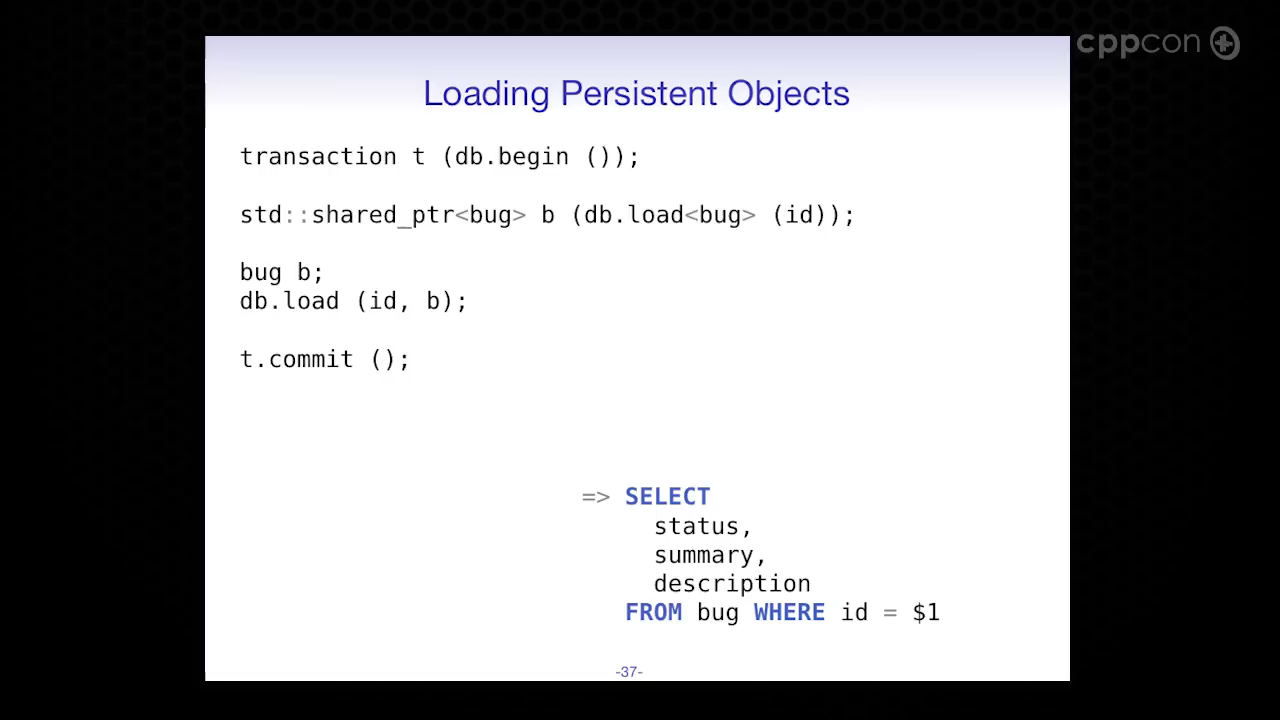 cppcon
Loading Persistent Objects
transaction t (db.begin ());
std::shared_ptr<bug> b (db.load<bug> (id));
bug b;
db.load (id, b);
t.commit ();
=> SELECT
status,
summary,
description
FROM bug WHERE id = $1
-37-